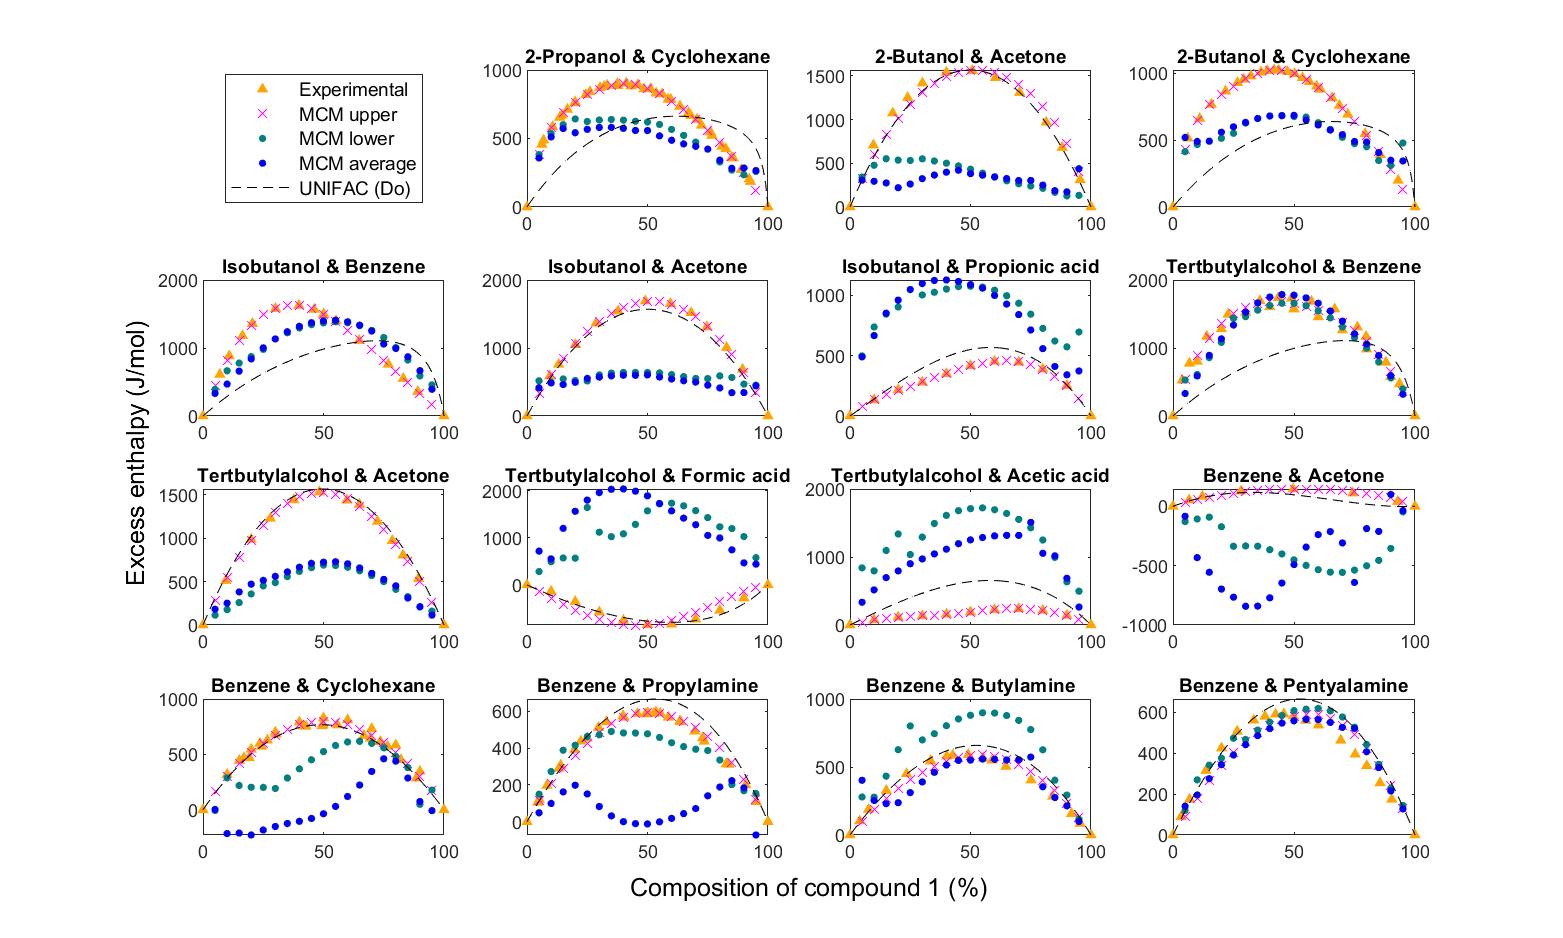 Experimental
MCM upper
MCM lower
MCM average
UNIFAC (Do)
2-Propanol & Cyclohexane
1000
500
0
0 50 100
2-Butanol & Acetone
1500
1000
500
0
0 50 100
2-Butanol & Cyclohexane
1000
500
0
0 50 100
Isobutanol & Benzene
2000
1000
0
0 50 100
Isobutanol & Acetone
2000
1500
1000
500
0
0 50 100
Isobutanol & Propionic acid
1000
500
0
0 50 100
Tertbutylalcohol & Benzene
2000
1000
0
0 50 100
Tertbutylalcohol & Acetone
1500
1000
500
0
0 50 100
Tertbutylalcohol & Formic acid
2000
1000
0
0 50 100
Tertbutylalcohol & Acetic acid
2000
1000
0
0 50 100
Benzene & Acetone
0
-500
-1000
0 50 100
Benzene & Cyclohexane
1000
500
0
0 50 100
Benzene & Propylamine
600
400
200
0
0 50 100
Benzene & Butylamine
1000
500
0
0 50 100
Benzene & Pentyalamine
600
400
200
0
0 50 100
Excess enthalpy (J/mol)
Composition of compound 1 (%)